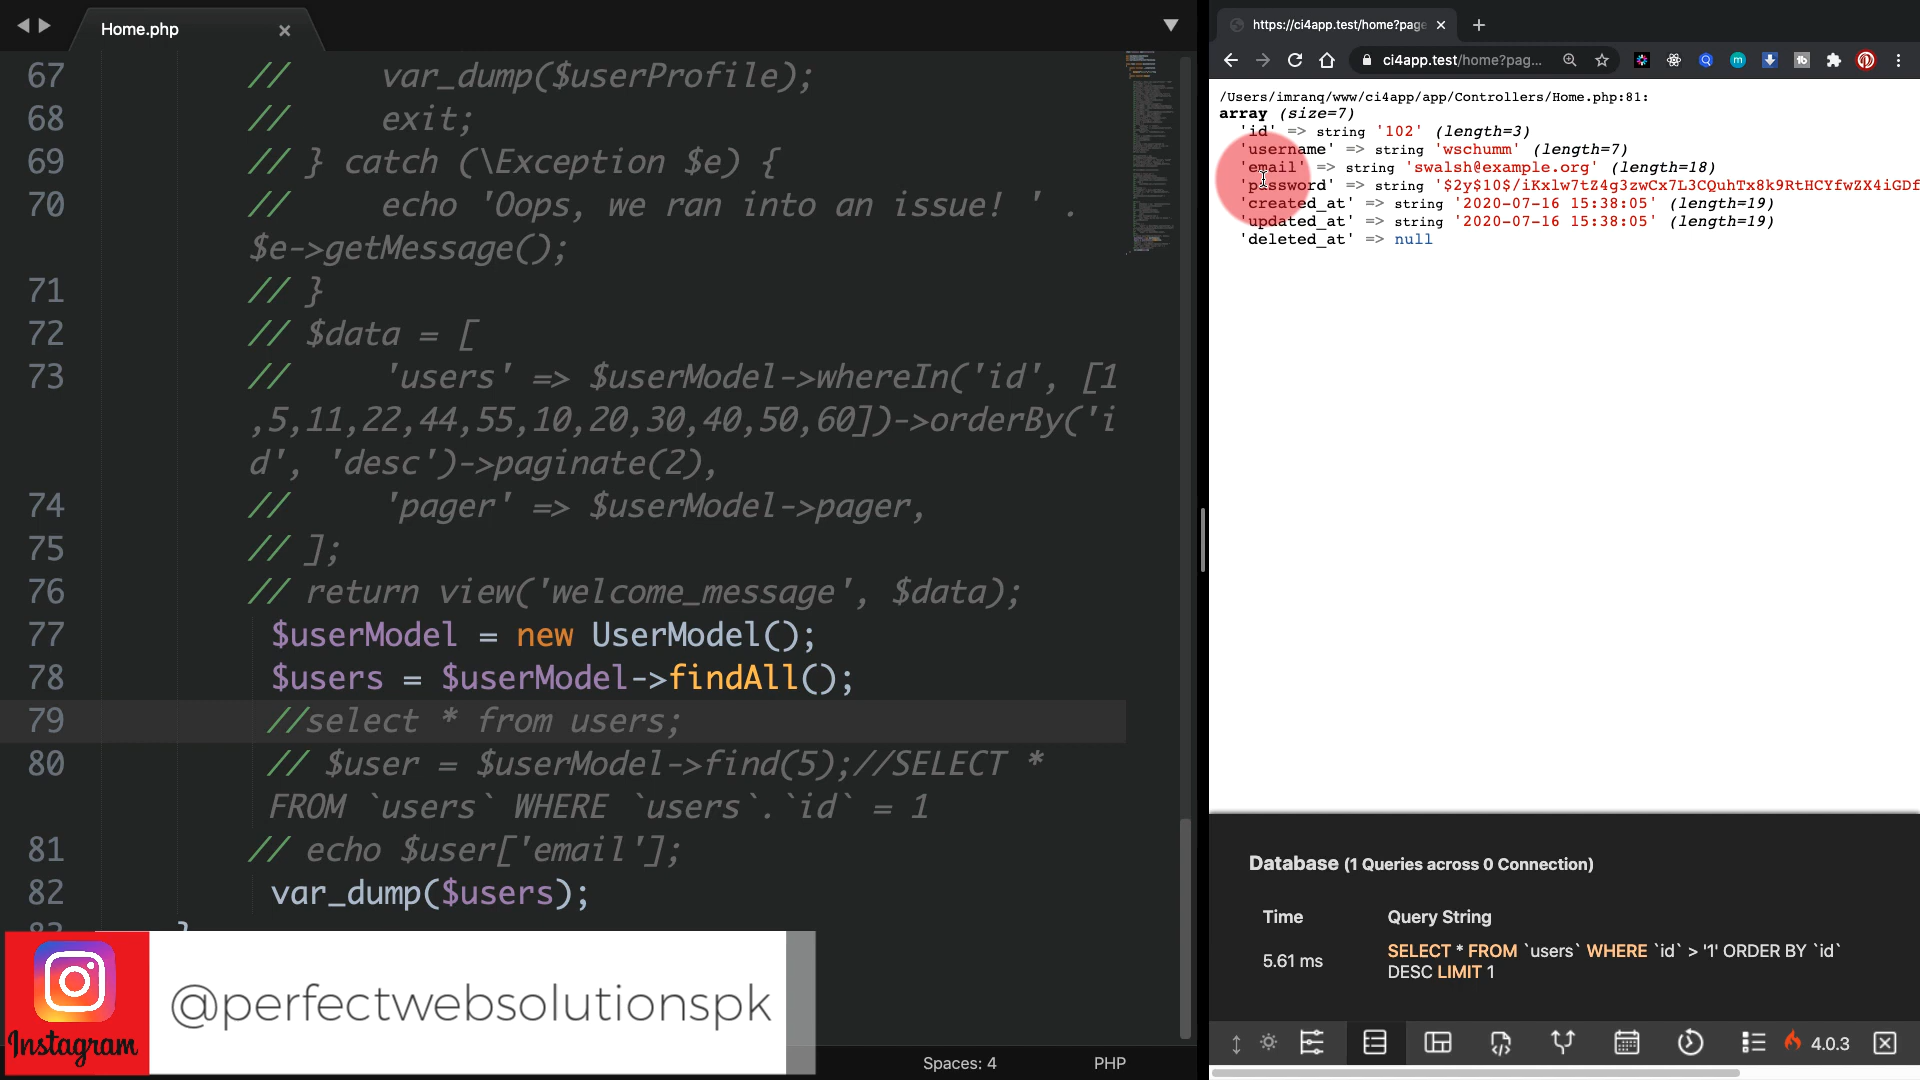 Home.php
67 // var_dump($userProfile);
68 // exit;
69 // } catch (\Exception $e) {
70 // echo 'Oops, we ran into an issue! ' .
$e->getMessage();
71 // }
72 // $data = [
73 // 'users' => $userModel->whereIn('id', [1
,5,11,22,44,55,10,20,30,40,50,60])->orderBy('i
d', 'desc')->paginate(2),
74 // 'pager' => $userModel->pager,
75 // ];
76 // return view('welcome_message', $data);
77 $userModel = new UserModel();
78 $users = $userModel->findAll();
79 //select * from users;
80 // $user = $userModel->find(5);//SELECT *
FROM `users` WHERE `users`.`id` = 1
81 // echo $user['email'];
82 var_dump($users);
83 }
Instagram
@perfectwebsolutionspk
Spaces: 4 PHP
https://ci4app.test/home?page
ci4app.test/home?pag...
/Users/imranq/www/ci4app/app/Controllers/Home.php:81:
array (size=7)
'id' => string '102' (length=3)
'username' => string 'wschumm' (length=7)
'email' => string 'swalsh@example.org' (length=18)
'password' => string '$2y$10$/iKxlw7tZ4g3zwCx7L3CQuhTx8k9RtHCYfwZX4iGDf
'created_at' => string '2020-07-16 15:38:05' (length=19)
'updated_at' => string '2020-07-16 15:38:05' (length=19)
'deleted_at' => null
Database (1 Queries across 0 Connection)
Time Query String
5.61 ms SELECT * FROM `users` WHERE `id` > '1' ORDER BY `id`
DESC LIMIT 1
4.0.3